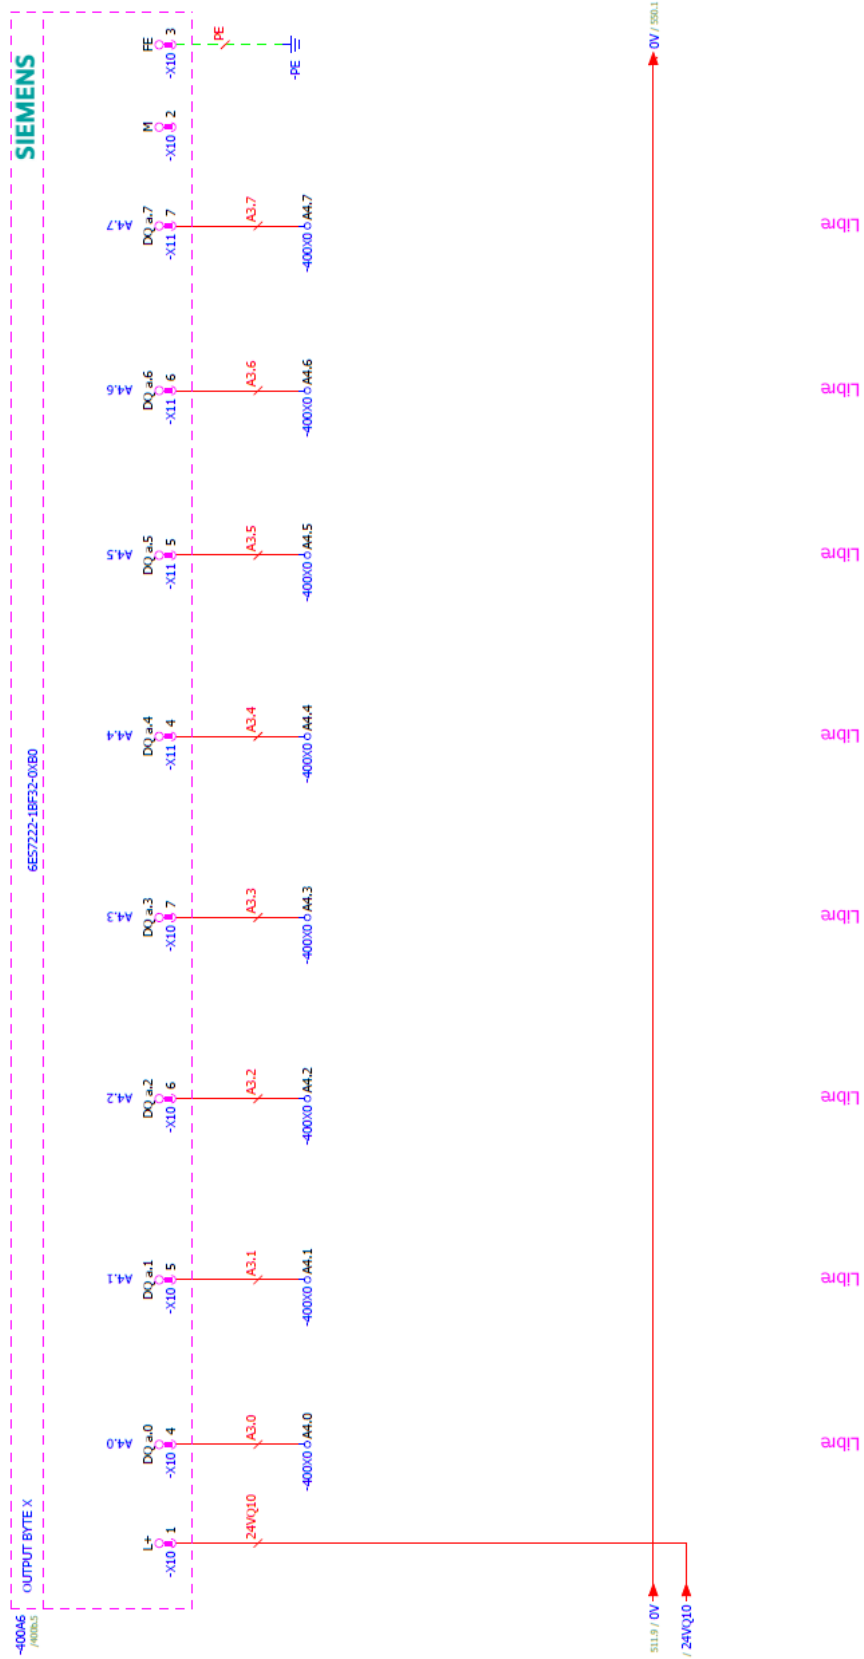 -400A6
/400b.5
OUTPUT BYTE X
6ES7222-1BF32-0XB0
SIEMENS
L+
-X10 1
24VQ10
A4.0
DQ a.0
-X10 4
A3.0
-400X0 A4.0
Libre
A4.1
DQ a.1
-X10 5
A3.1
-400X0 A4.1
Libre
A4.2
DQ a.2
-X10 6
A3.2
-400X0 A4.2
Libre
A4.3
DQ a.3
-X10 7
A3.3
-400X0 A4.3
Libre
A4.4
DQ a.4
-X11 4
A3.4
-400X0 A4.4
Libre
A4.5
DQ a.5
-X11 5
A3.5
-400X0 A4.5
Libre
A4.6
DQ a.6
-X11 6
A3.6
-400X0 A4.6
Libre
A4.7
DQ a.7
-X11 7
A3.7
-400X0 A4.7
Libre
M
-X10 2
FE
-X10 3
PE
-PE
511.9 / 0V
0V / 550.1
/ 24VQ10